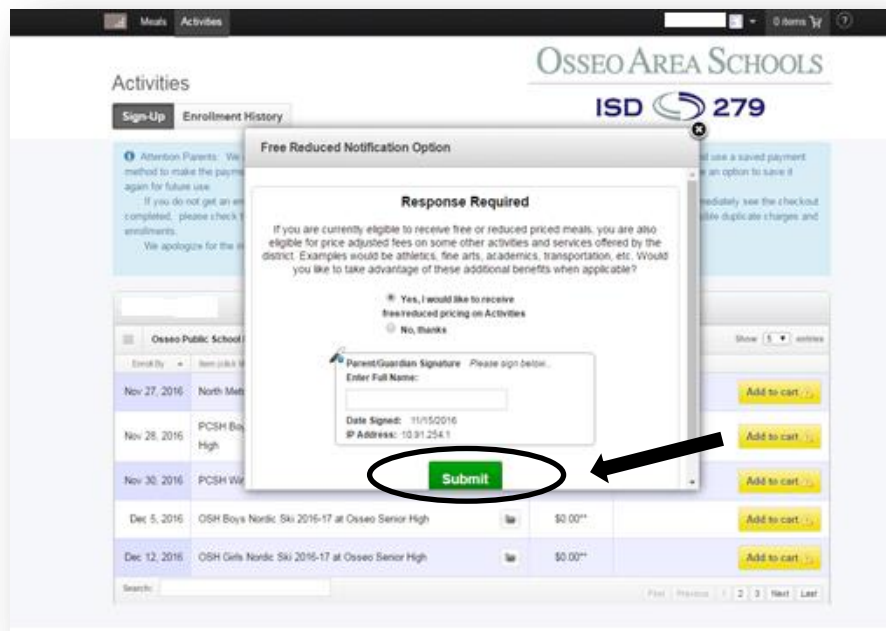 Meals Activities
0 items
?
OSSEO AREA SCHOOLS
ISD 279
Activities
Sign-Up Enrollment History
Attention Parents: We
use a saved payment
method to make the payme
an option to save it
again for future use
If you do not get an em
mediately see the checkout
completed, please check t
duplicate charges and
enrollments.
We apologize for the
Free Reduced Notification Option
Response Required
If you are currently eligible to receive free or reduced priced meals, you are also
eligible for price adjusted fees on some other activities and services offered by the
district. Examples would be athletics, fine arts, academics, transportation, etc. Would
you like to take advantage of these additional benefits when applicable?
Yes, I would like to receive
free/reduced pricing on Activities
No, thanks
Parent/Guardian Signature Please sign below...
Enter Full Name:
Date Signed: 11/15/2016
IP Address: 10.91.254.1
Submit
Osseo Public School
Show 5 entries
Enroll By
Nov 27, 2016 North Met
Add to cart
Nov 28, 2016 PCSH Boy
High
Add to cart
Nov 30, 2016 PCSH Win
Add to cart
Dec 5, 2016 OSH Boys Nordic Ski 2016-17 at Osseo Senior High $0.00** Add to cart
Dec 12, 2016 OSH Girls Nordic Ski 2016-17 at Osseo Senior High $0.00** Add to cart
Search:
First Previous 1 2 3 Next Last